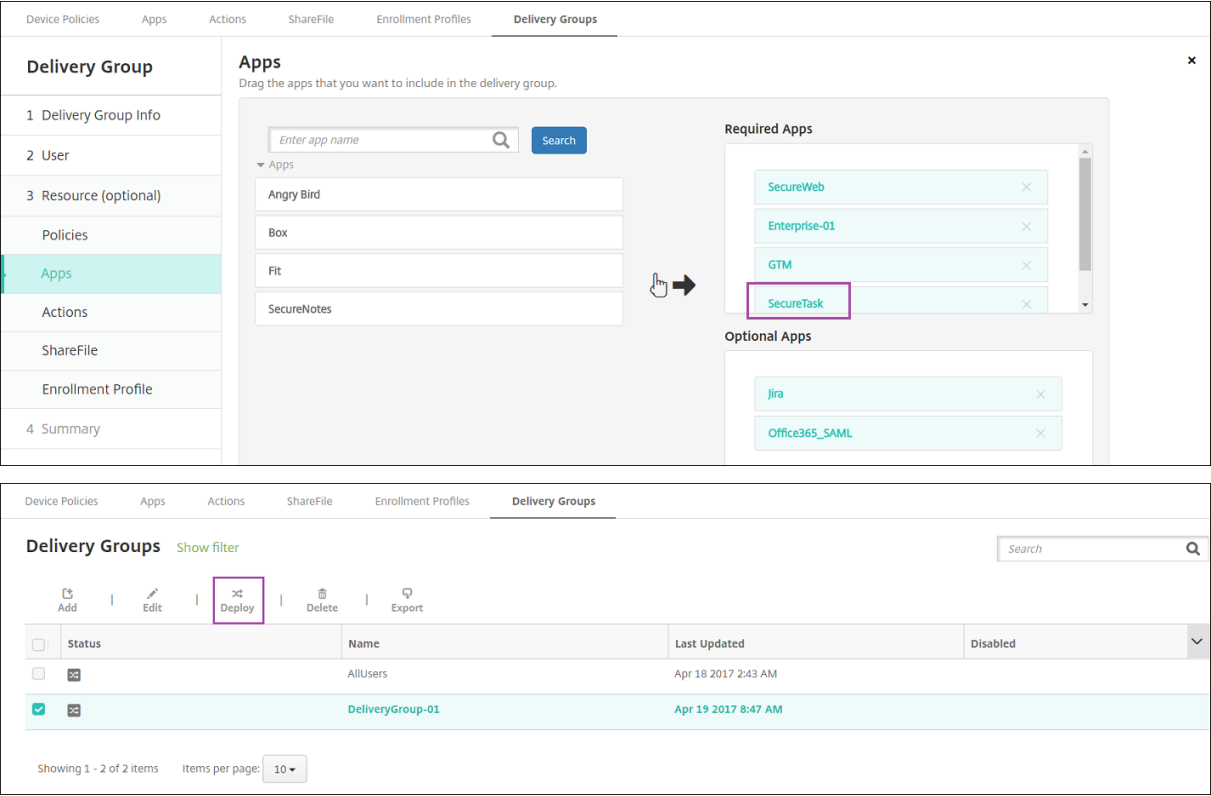 Device Policies Apps Actions ShareFile Enrollment Profiles Delivery Groups
Delivery Group
1 Delivery Group Info
2 User
3 Resource (optional)
Policies
Apps
Actions
ShareFile
Enrollment Profile
4 Summary
Apps
Drag the apps that you want to include in the delivery group.
Enter app name Search
Apps
Angry Bird
Box
Fit
SecureNotes
Required Apps
SecureWeb
Enterprise-01
GTM
SecureTask
Optional Apps
Jira
Office365_SAML
Device Policies Apps Actions ShareFile Enrollment Profiles Delivery Groups
Delivery Groups Show filter
Search
Add | Edit | Deploy | Delete | Export
Status Name Last Updated Disabled
AllUsers Apr 18 2017 2:43 AM
DeliveryGroup-01 Apr 19 2017 8:47 AM
Showing 1 - 2 of 2 items Items per page: 10